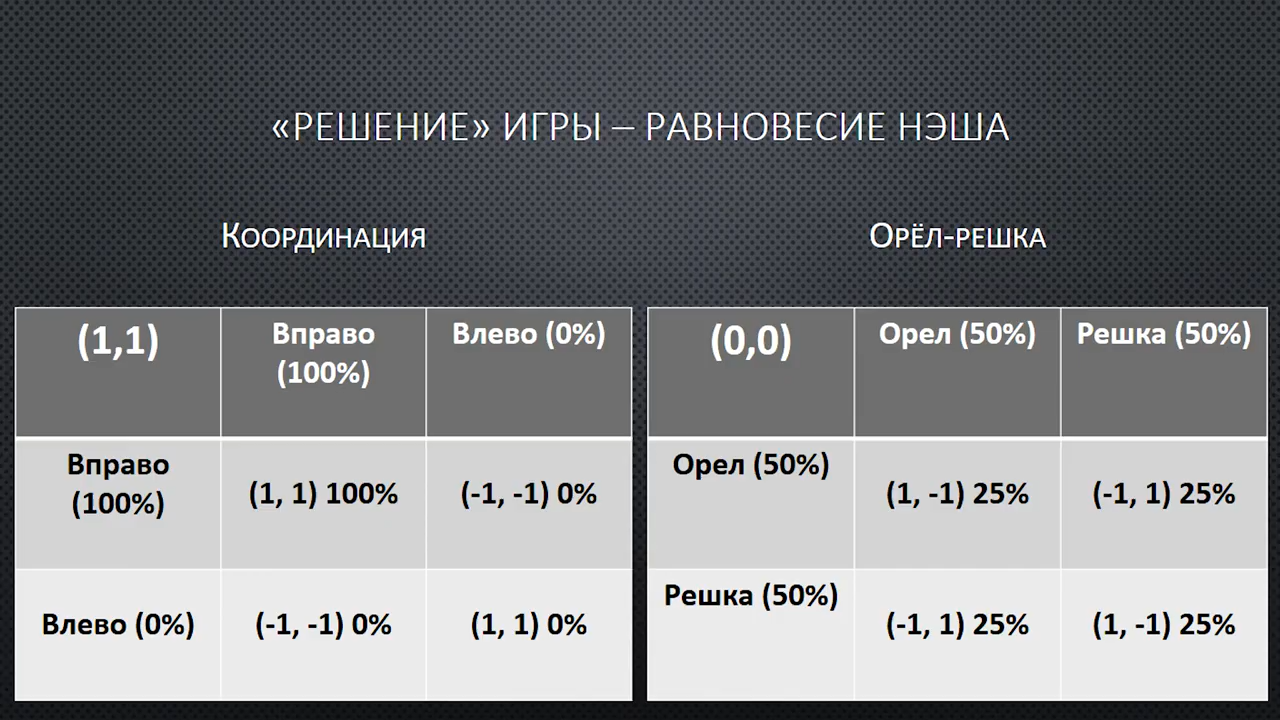 «РЕШЕНИЕ» ИГРЫ – РАВНОВЕСИЕ НЭША
КООРДИНАЦИЯ
(1,1) Вправо (100%) Влево (0%)
Вправо (100%) (1, 1) 100% (-1, -1) 0%
Влево (0%) (-1, -1) 0% (1, 1) 0%
ОРЁЛ-РЕШКА
(0,0) Орел (50%) Решка (50%)
Орел (50%) (1, -1) 25% (-1, 1) 25%
Решка (50%) (-1, 1) 25% (1, -1) 25%